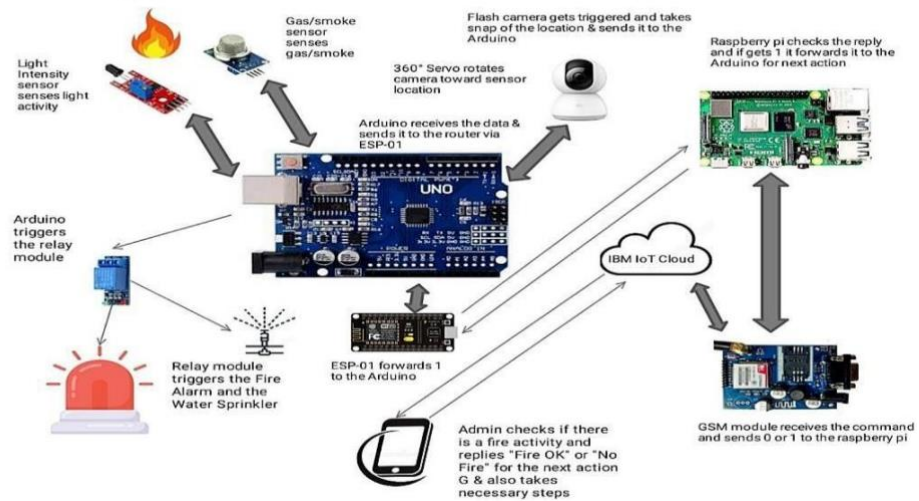 Gas/smoke
sensor
senses
gas/smoke
Flash camera gets triggered and takes
snap of the location & sends it to the
Arduino
Raspberry pi checks the reply
and if gets 1 it forwards it to the
Arduino for next action
Light
Intensity
sensor
senses light
activity
360° Servo rotates
camera toward sensor
location
Arduino receives the data &
sends it to the router via
ESP-01
UNO
Arduino
triggers
the relay
module
POWER
IBM IoT Cloud
Relay module
triggers the Fire
Alarm and the
Water Sprinkler
ESP-01 forwards 1
to the Arduino
Admin checks if there
is a fire activity and
replies "Fire OK" or "No
Fire" for the next action
G & also takes
necessary steps
GSM module receives the command
and sends 0 or 1 to the raspberry pi